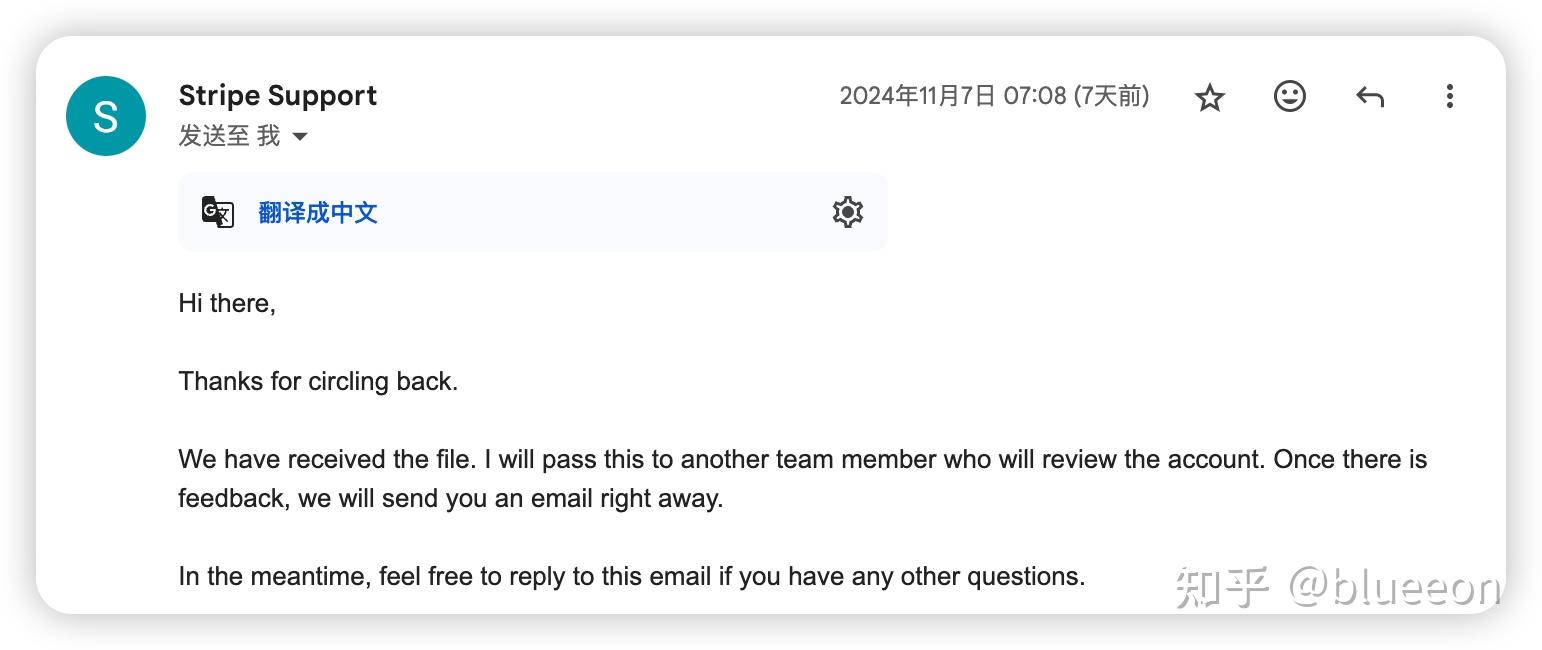 S
Stripe Support
2024年11月7日 07:08 (7天前)
发送至 我
G文
翻译成中文
Hi there,
Thanks for circling back.
We have received the file. I will pass this to another team member who will review the account. Once there is
feedback, we will send you an email right away.
In the meantime, feel free to reply to this email if you have any other questions.
知乎 @blueeon